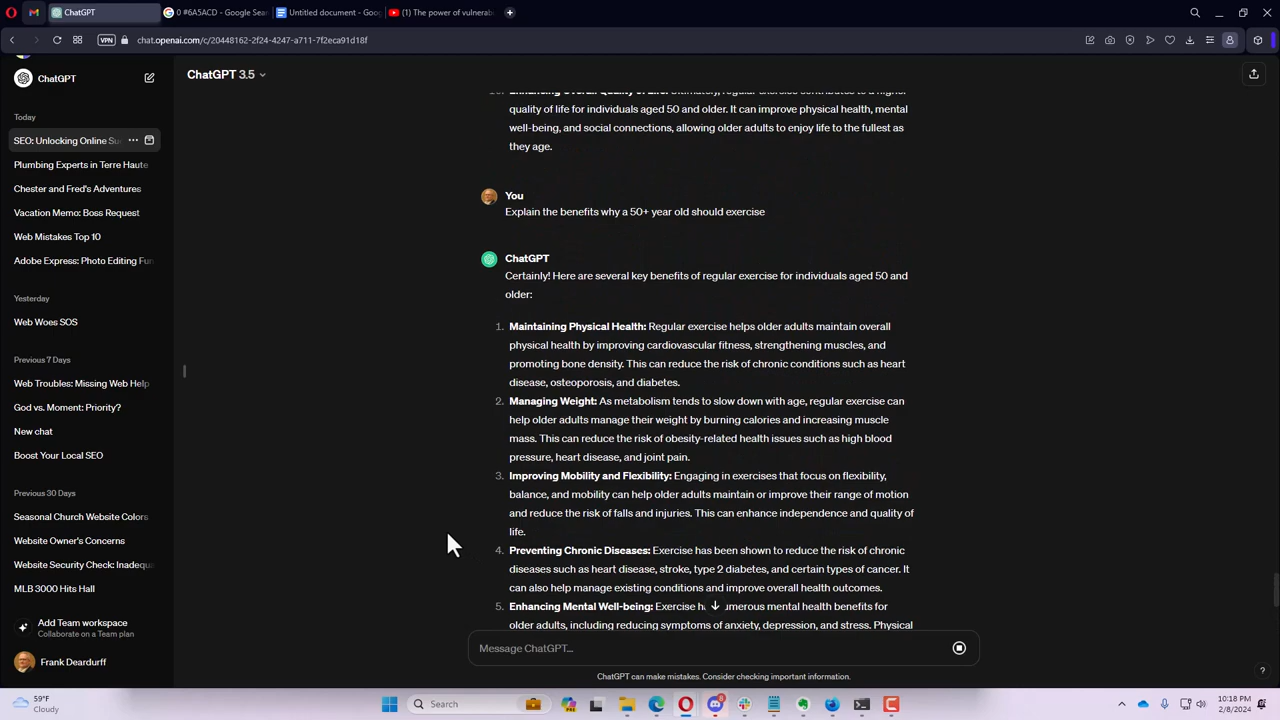 ChatGPT
0 #6A5ACD - Google Sear
Untitled document - Goog
(1) The power of vulnerabi
VPN
chat.openai.com/c/20448162-2f24-4247-a711-7f2eca91d18f
ChatGPT
ChatGPT 3.5
Today
SEO: Unlocking Online Suc
Plumbing Experts in Terre Haute
Chester and Fred's Adventures
Vacation Memo: Boss Request
Web Mistakes Top 10
Adobe Express: Photo Editing Fun
Yesterday
Web Woes SOS
Previous 7 Days
Web Troubles: Missing Web Help
God vs. Moment: Priority?
New chat
Boost Your Local SEO
Previous 30 Days
Seasonal Church Website Colors
Website Owner's Concerns
Website Security Check: Inadequa
MLB 3000 Hits Hall
Add Team workspace
Collaborate on a Team plan
Frank Deardurff
10. Enhancing Overall Quality of Life: Ultimately, regular exercise contributes to a higher
quality of life for individuals aged 50 and older. It can improve physical health, mental
well-being, and social connections, allowing older adults to enjoy life to the fullest as
they age.
You
Explain the benefits why a 50+ year old should exercise
ChatGPT
Certainly! Here are several key benefits of regular exercise for individuals aged 50 and
older:
1. Maintaining Physical Health: Regular exercise helps older adults maintain overall
physical health by improving cardiovascular fitness, strengthening muscles, and
promoting bone density. This can reduce the risk of chronic conditions such as heart
disease, osteoporosis, and diabetes.
2. Managing Weight: As metabolism tends to slow down with age, regular exercise can
help older adults manage their weight by burning calories and increasing muscle
mass. This can reduce the risk of obesity-related health issues such as high blood
pressure, heart disease, and joint pain.
3. Improving Mobility and Flexibility: Engaging in exercises that focus on flexibility,
balance, and mobility can help older adults maintain or improve their range of motion
and reduce the risk of falls and injuries. This can enhance independence and quality of
life.
4. Preventing Chronic Diseases: Exercise has been shown to reduce the risk of chronic
diseases such as heart disease, stroke, type 2 diabetes, and certain types of cancer. It
can also help manage existing conditions and improve overall health outcomes.
5. Enhancing Mental Well-being: Exercise h umerous mental health benefits for
older adults, including reducing symptoms of anxiety, depression, and stress. Physical
Message ChatGPT...
ChatGPT can make mistakes. Consider checking important information.
?
59°F
Cloudy
Search
8
10:18 PM
2/8/2024